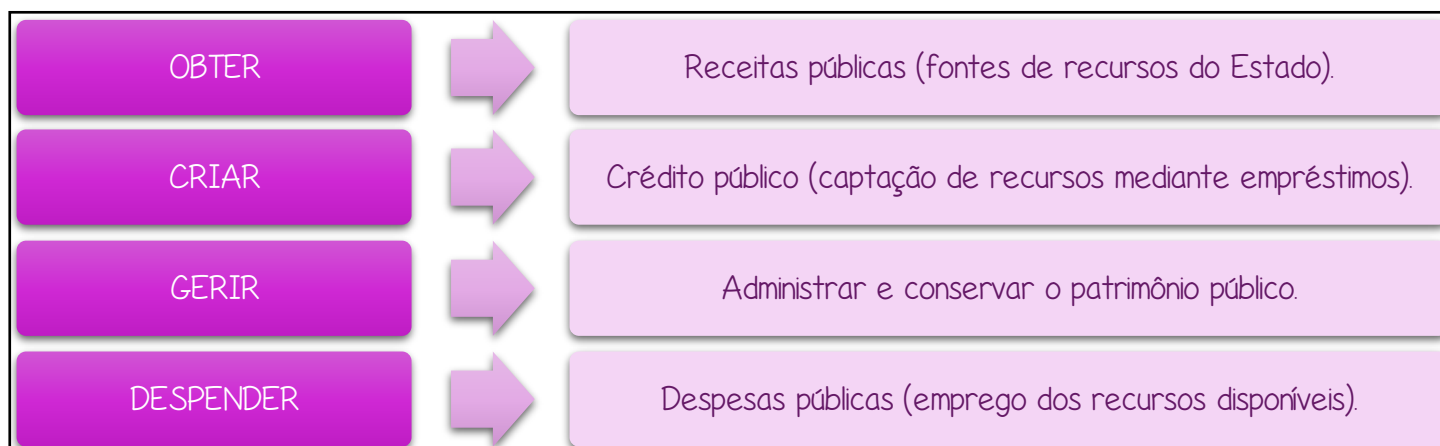 OBTER
Receitas públicas (fontes de recursos do Estado).
CRIAR
Crédito público (captação de recursos mediante empréstimos).
GERIR
Administrar e conservar o patrimônio público.
DESPENDER
Despesas públicas (emprego dos recursos disponíveis).